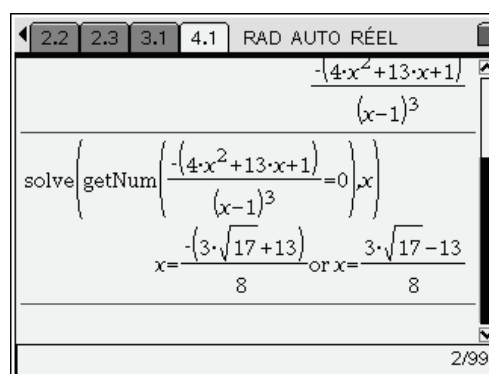 2.2 2.3 3.1 4.1 RAD AUTO RÉEL
-(4·x²+13·x+1)
(x-1)³
solve(getNum(-(4·x²+13·x+1)/(x-1)³=0),x)
x=-(3·√17+13)/8 or x=3·√17-13/8
2/99